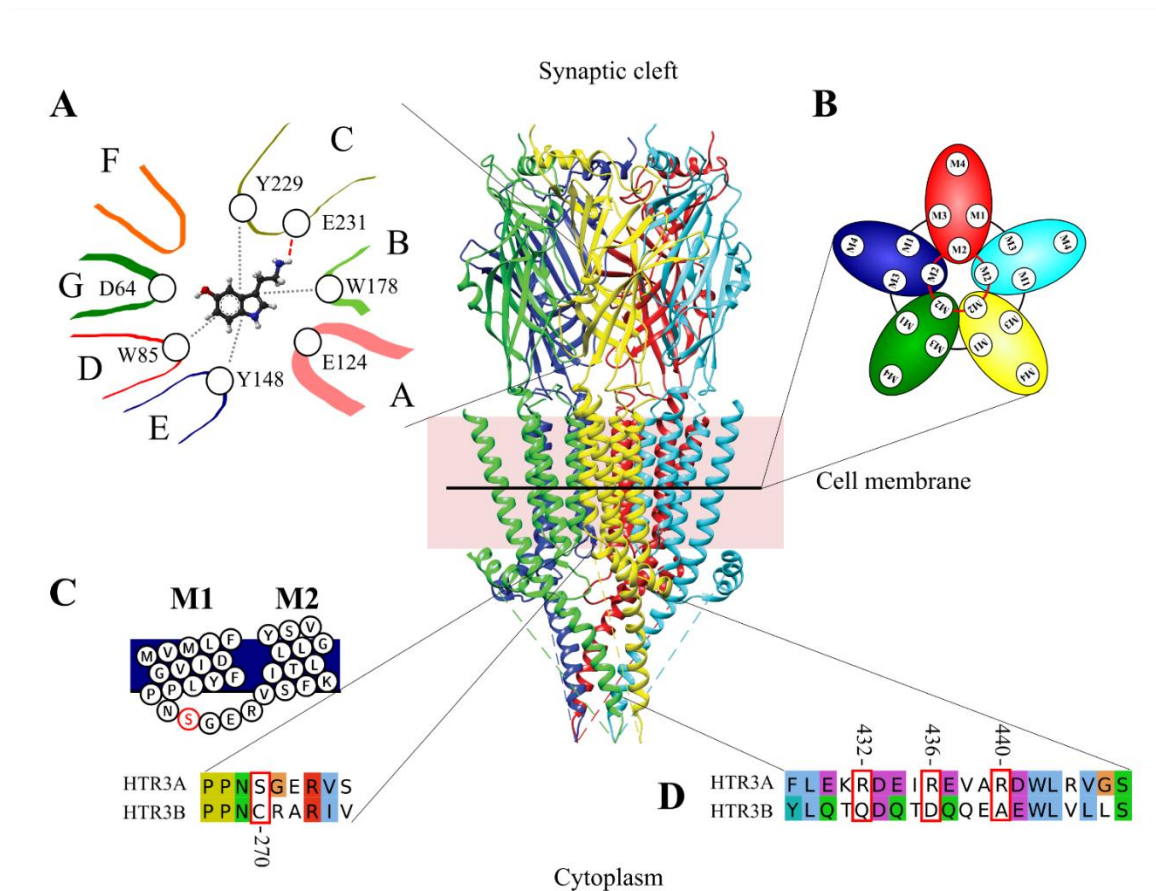 Synaptic cleft
A
F
C
Y229
E231
B
G
D64
W178
W85
D
Y148
E124
E
A
B
M4
M3
M1
M2
M4
M1
M3
M2
M3
M4
M1
M2
M1
M2
M3
M4
M2
M3
M1
M4
Cell membrane
C
M1
M2
M V M L F
G V I D
P P L Y F
N S G E R
Y S V
L L G
I T L
V S F K
HTR3A PPNSGERVS
HTR3B PPNCRARIV
-270
D
432-
436-
440-
HTR3A FLEKRDEIREVARDWLRVGS
HTR3B YLQTQDQTDQQEAEWLVLLS
Cytoplasm